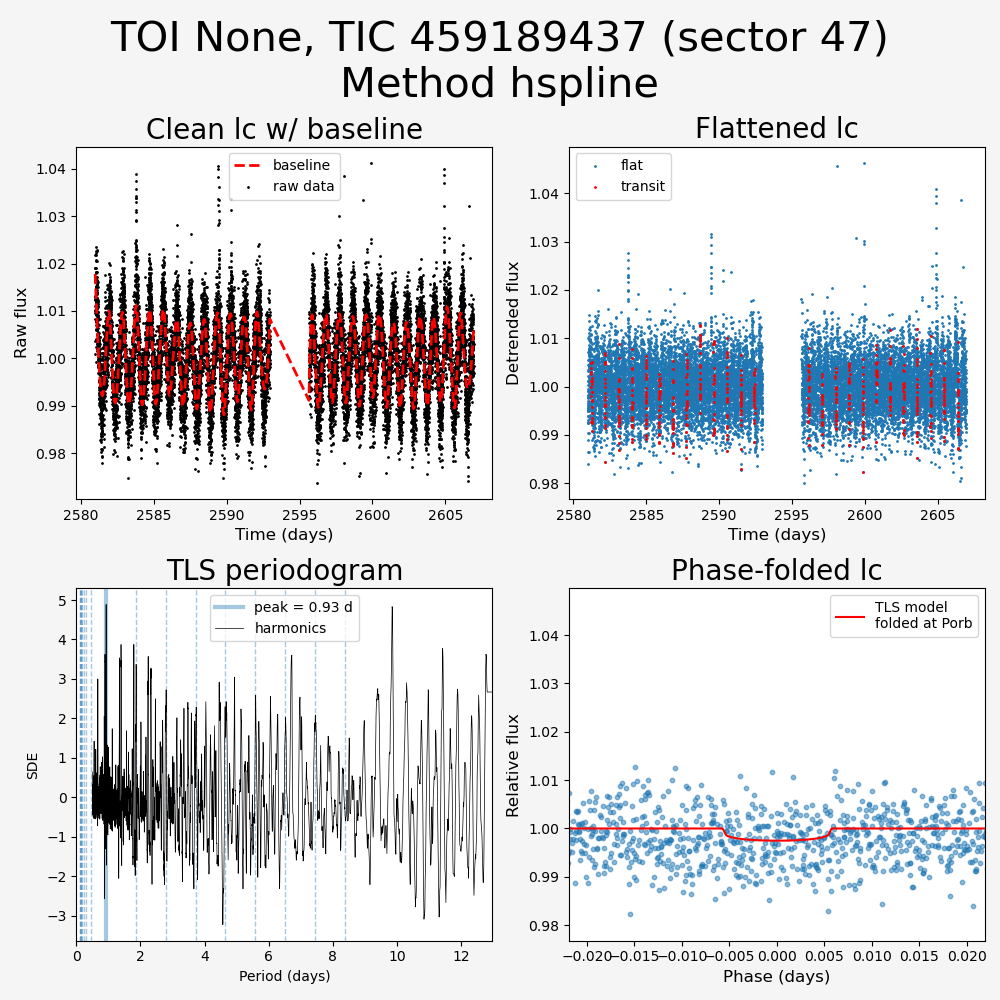 TOI None, TIC 459189437 (sector 47)
Method hspline
Clean lc w/ baseline
baseline
raw data
Raw flux
1.04
1.03
1.02
1.01
1.00
0.99
0.98
2580 2585 2590 2595 2600 2605
Time (days)
Flattened lc
flat
transit
Detrended flux
1.04
1.03
1.02
1.01
1.00
0.99
0.98
2580 2585 2590 2595 2600 2605
Time (days)
TLS periodogram
peak = 0.93 d
harmonics
SDE
5
4
3
2
1
0
−1
−2
−3
0 2 4 6 8 10 12
Period (days)
Phase-folded lc
TLS model
folded at Porb
Relative flux
1.04
1.03
1.02
1.01
1.00
0.99
0.98
−0.020 −0.015 −0.010 −0.005 0.000 0.005 0.010 0.015 0.020
Phase (days)